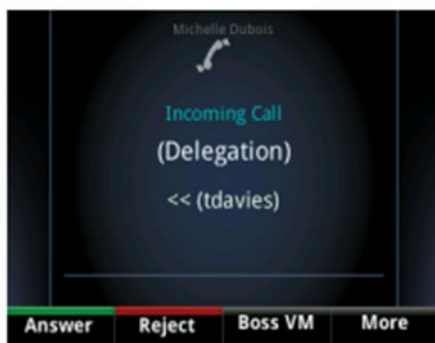 Michelle Dubois
Incoming Call
(Delegation)
<< (tdavies)
Answer Reject Boss VM More